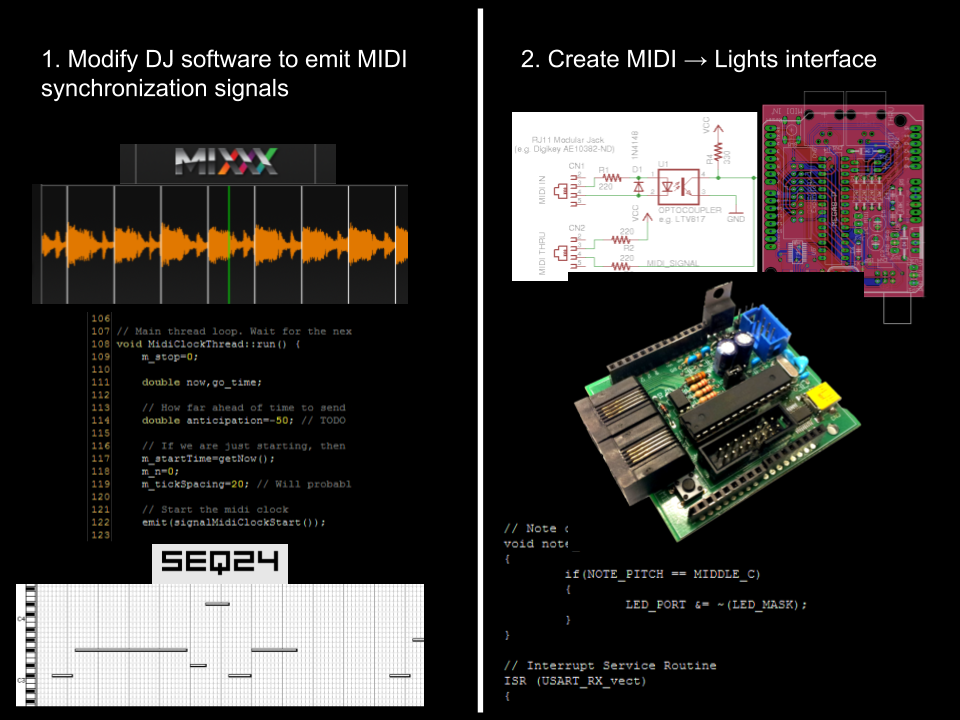 1. Modify DJ software to emit MIDI
synchronization signals
MIXXX
106
107 // Main thread loop. Wait for the nex
108 void MidiClockThread::run() {
109 m_stop=0;
110
111 double now,go_time;
112
113 // How far ahead of time to send
114 double anticipation=-50; // TODO
115
116 // If we are just starting, then
117 m_startTime=getNow();
118 m_n=0;
119 m_tickSpacing=20; // Will probabl
120
121 // Start the midi clock
122 emit(signalMidiClockStart());
123
SEQ24
C4
C3
2. Create MIDI → Lights interface
RJ11 Modular Jack
(e.g. Digikey AE10382-ND)
CN1
MIDI IN
R1
220
D1
1N4148
U1
OPTOCOUPLER
e.g. LTV817
VCC
R4
330
GND
VCC
CN2
MIDI THRU
220
R2
220
MIDI_SIGNAL
MIDI IN
THRU
// Note
void note_
{
if(NOTE_PITCH == MIDDLE_C)
{
LED_PORT &= ~(LED_MASK);
}
}
// Interrupt Service Routine
ISR (USART_RX_vect)
{